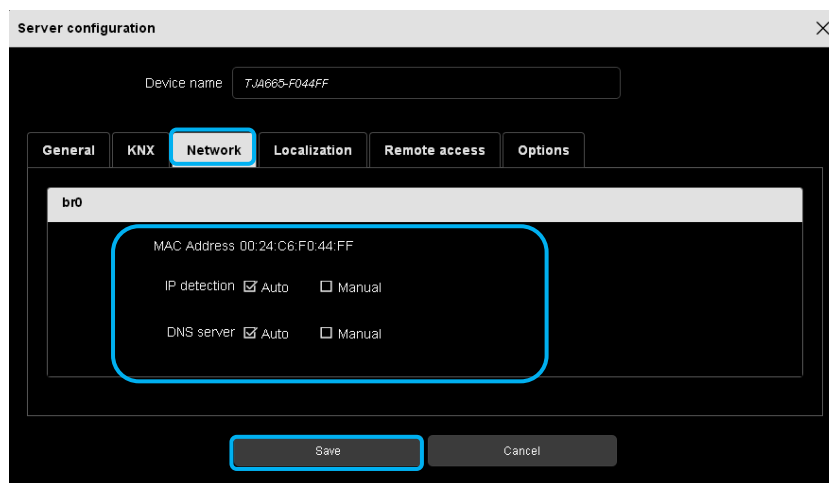 Server configuration
Device name TJA665-F044FF
General KNX Network Localization Remote access Options
br0
MAC Address 00:24:C6:F0:44:FF
IP detection Auto Manual
DNS server Auto Manual
Save Cancel